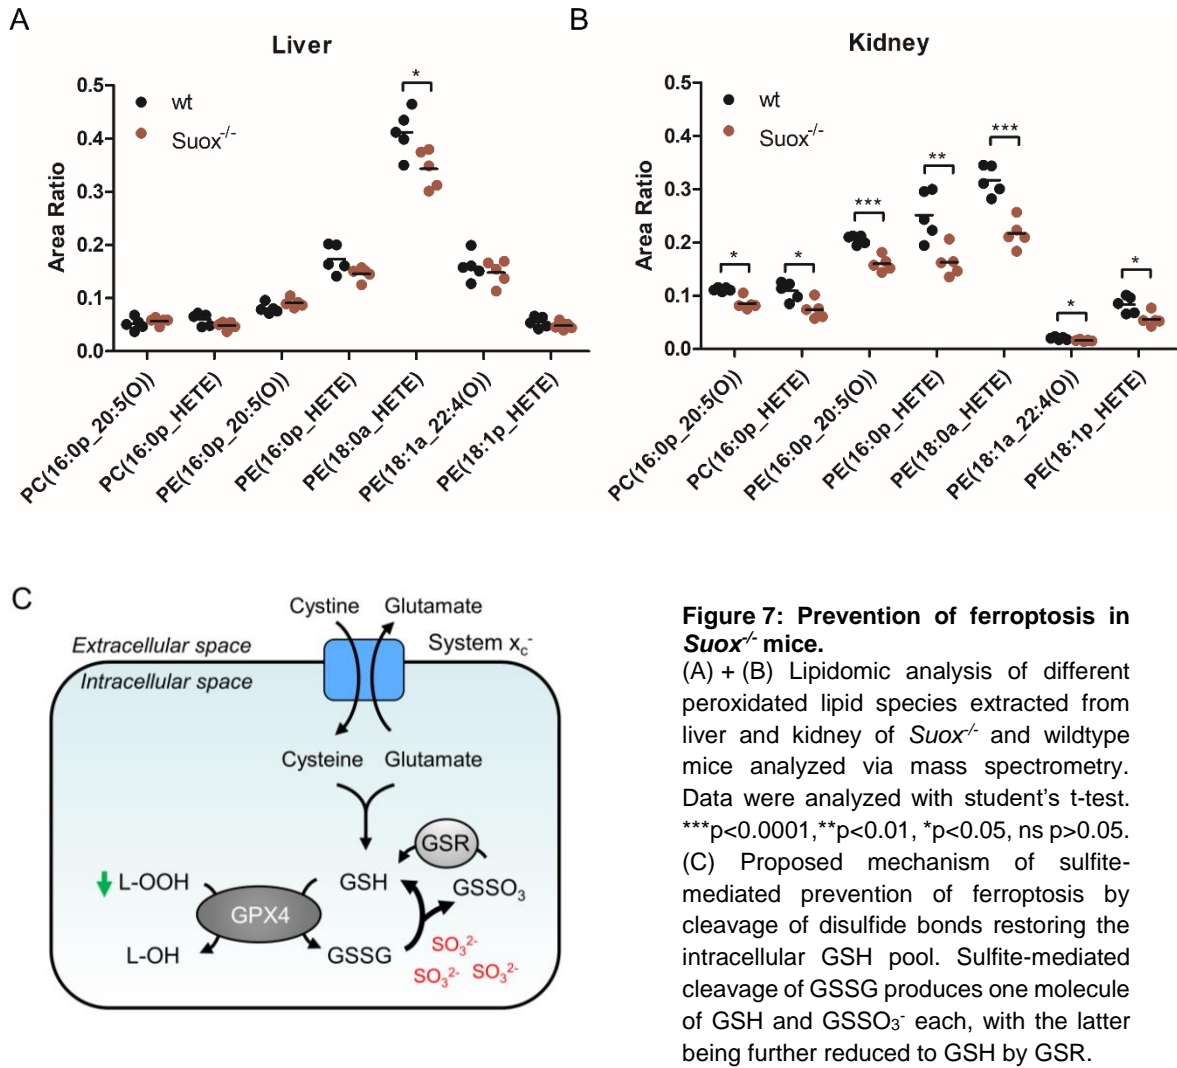 A
Liver
0.5
0.4
0.3
0.2
0.1
0.0
Area Ratio
wt
Suox-/-
*
PC(16:0p_20:5(O))
PC(16:0p_HETE)
PE(16:0p_20:5(O))
PE(16:0p_HETE)
PE(18:0a_HETE)
PE(18:1a_22:4(O))
PE(18:1p_HETE)
B
Kidney
0.5
0.4
0.3
0.2
0.1
0.0
Area Ratio
wt
Suox-/-
*
*
***
**
***
*
*
PC(16:0p_20:5(O))
PC(16:0p_HETE)
PE(16:0p_20:5(O))
PE(16:0p_HETE)
PE(18:0a_HETE)
PE(18:1a_22:4(O))
PE(18:1p_HETE)
C
Cystine Glutamate
Extracellular space
System xc-
Intracellular space
Cysteine Glutamate
GSR
L-OOH
GSH
GSSO3
GPX4
L-OH
GSSG
SO32-
SO32- SO32-
Figure 7: Prevention of ferroptosis in
Suox-/- mice.
(A) + (B) Lipidomic analysis of different
peroxidated lipid species extracted from
liver and kidney of Suox-/- and wildtype
mice analyzed via mass spectrometry.
Data were analyzed with student's t-test.
***p<0.0001,**p<0.01, *p<0.05, ns p>0.05.
(C) Proposed mechanism of sulfite-
mediated prevention of ferroptosis by
cleavage of disulfide bonds restoring the
intracellular GSH pool. Sulfite-mediated
cleavage of GSSG produces one molecule
of GSH and GSSO3- each, with the latter
being further reduced to GSH by GSR.